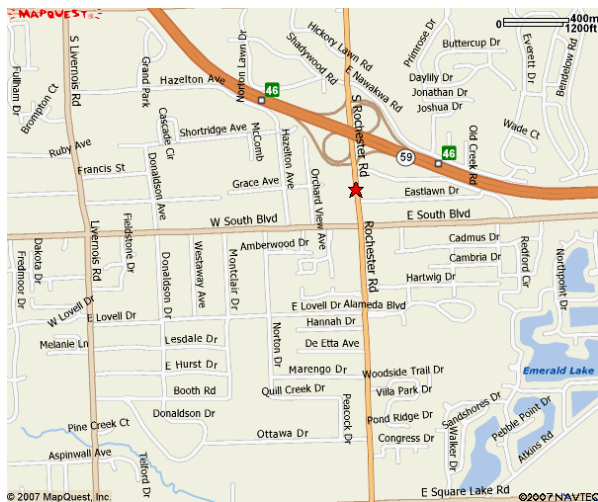 MAPQUEST
400m
1200ft
S Livernois Rd
Fullham Dr
Brompton Ct
Grand Park
Hazelton Ave
Norton Lawn Dr
Hickory Lawn Rd
Shadywood Rd
E Nawakwa Rd
Primrose Dr
Buttercup Dr
Everett Dr
Bendelow Rd
Daylily Dr
Jonathan Dr
Joshua Dr
Wade Ct
46
S Rochester Rd
Cascade Cir
Shortridge Ave
McComb
Hazelton Ave
Ruby Ave
Francis St
Donaldson Ave
Grace Ave
Orchard View Ave
59
46
Old Creek Rd
Eastlawn Dr
W South Blvd
E South Blvd
Livernois Rd
Fieldstone Dr
Dakota Dr
Fredmoor Dr
Donaldson Dr
Westaway Ave
Montclair Dr
Amberwood Dr
Rochester Rd
Cadmus Dr
Cambria Dr
Hartwig Dr
Redford Cir
Northpoint Dr
W Lovell Dr
E Lovell Dr
E Lovell Dr
Alameda Blvd
Hannah Dr
De Etta Ave
Melanie Ln
Lesdale Dr
E Hurst Dr
Norton Dr
Marengo Dr
Woodside Trail Dr
Emerald Lake
Booth Rd
Quill Creek Dr
Villa Park Dr
Donaldson Dr
Peacock Dr
Pond Ridge Dr
Sandshores Dr
Pebble Point Dr
Pine Creek Ct
Ottawa Dr
Congress Dr
Walker Dr
Atkins Rd
Aspinwall Ave
Telford Dr
E Square Lake Rd
© 2007 MapQuest, Inc.
©2007 NAVTEQ